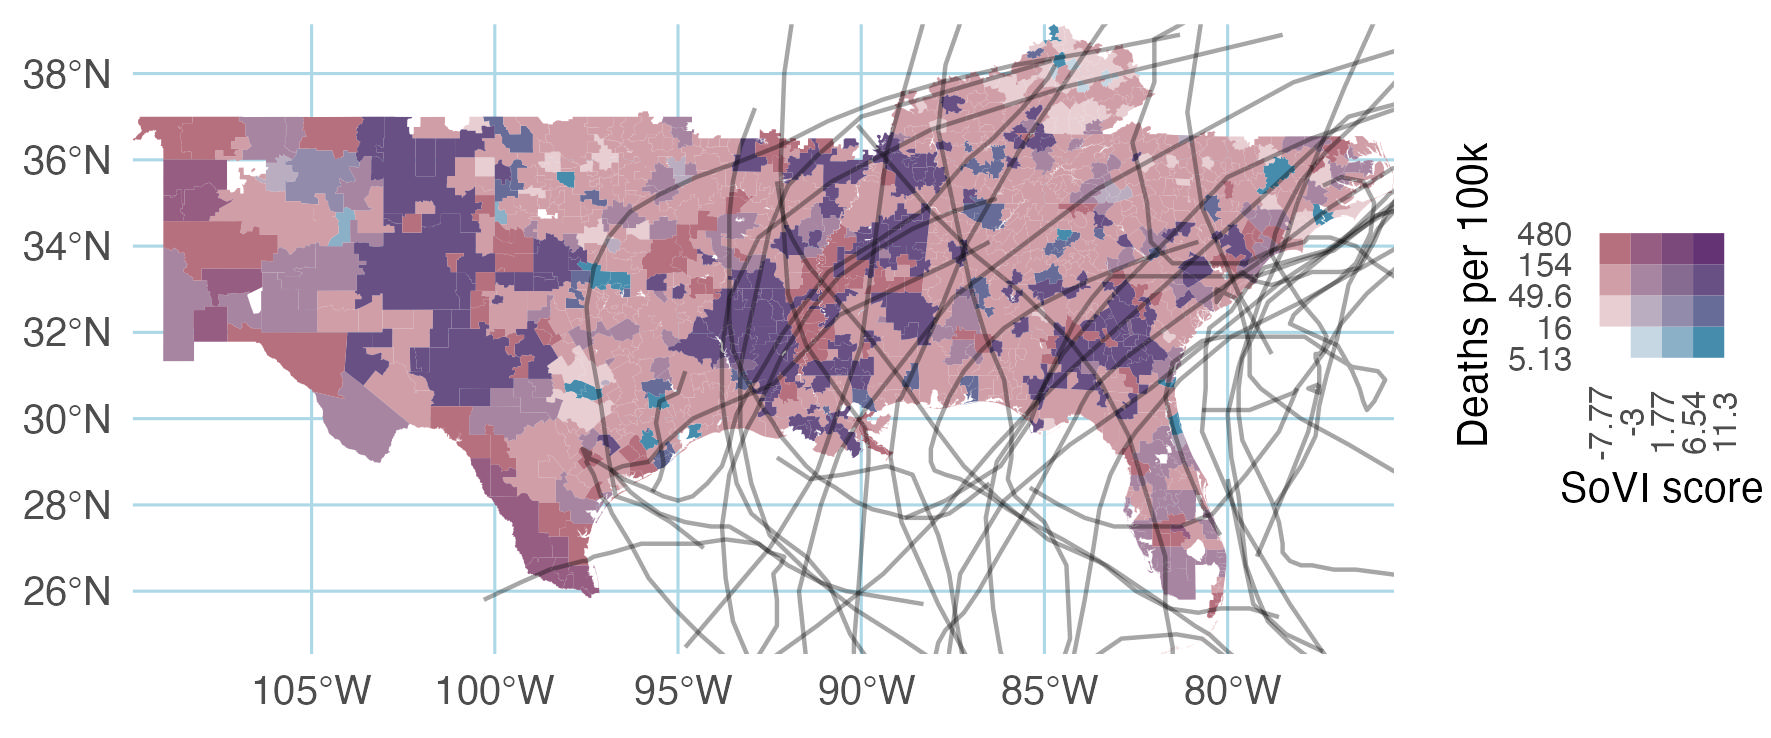 38°N
36°N
34°N
32°N
30°N
28°N
26°N
105°W
100°W
95°W
90°W
85°W
80°W
Deaths per 100k
480
154
49.6
16
5.13
-7.77
-3
1.77
6.54
11.3
SoVI score